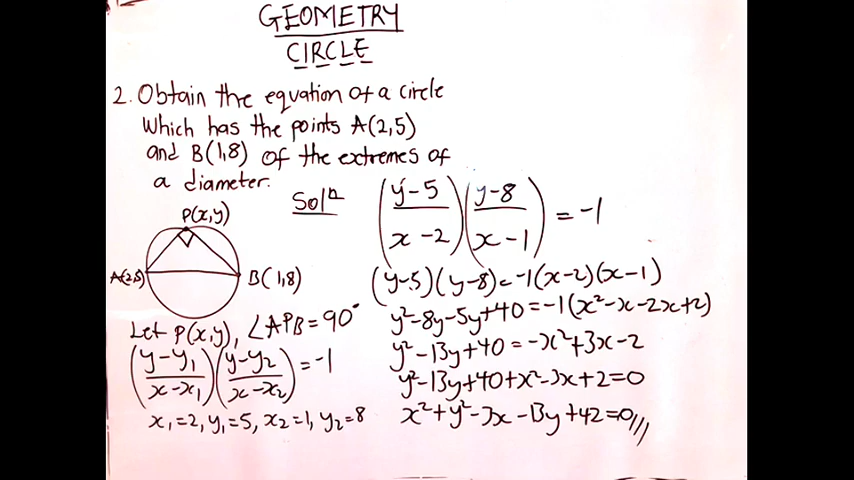 GEOMETRY
CIRCLE
2. Obtain the equation of a circle
which has the points A(2,5)
and B(1,8) of the extremes of
a diameter.
Solⁿ
P(x,y)
A(2,5)
B(1,8)
Let P(x,y), ∠APB = 90°
((y-y₁)/(x-x₁))((y-y₂)/(x-x₂)) = -1
x₁=2, y₁=5, x₂=1, y₂=8
((y-5)/(x-2))((y-8)/(x-1)) = -1
(y-5)(y-8) = -1(x-2)(x-1)
y²-8y-5y+40 = -1(x²-x-2x+2)
y²-13y+40 = -x²+3x-2
y²-13y+40+x²-3x+2=0
x²+y²-3x-13y+42=0